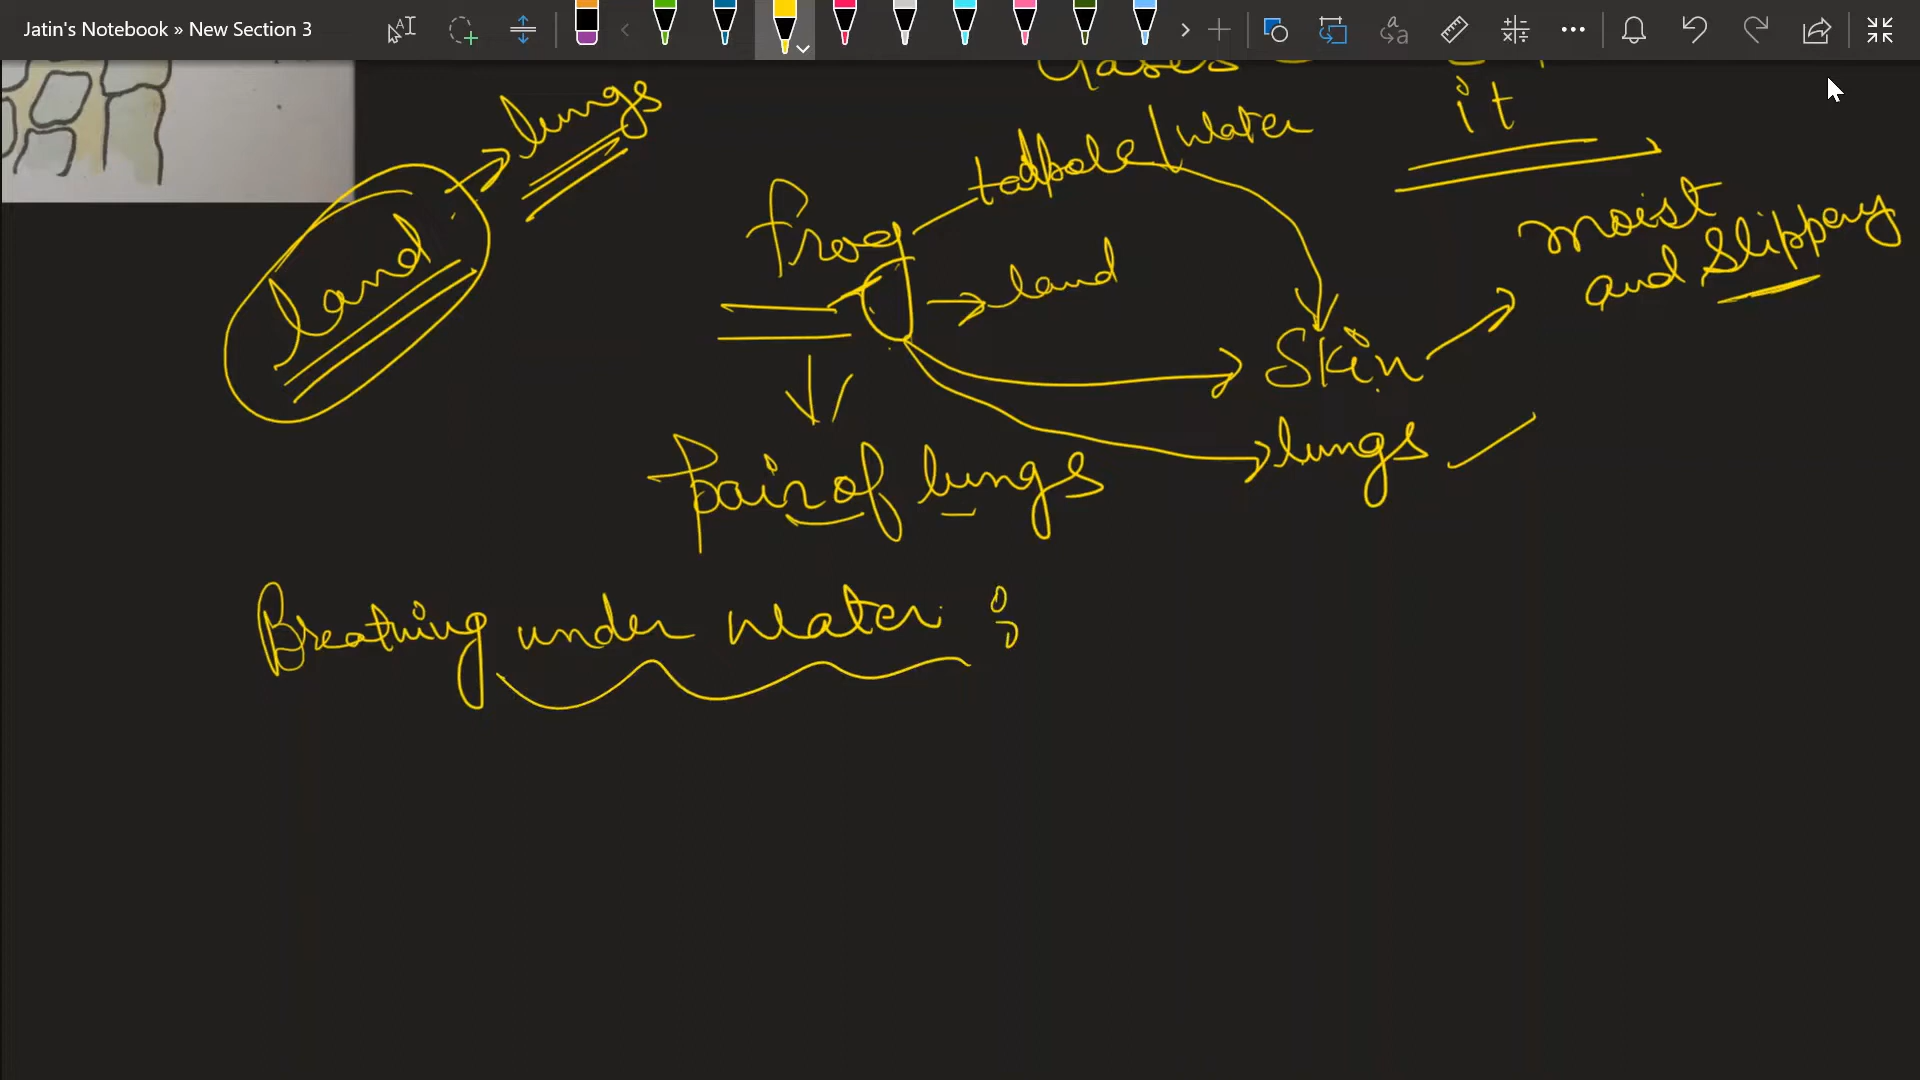 Jatin's Notebook » New Section 3
Gases
it
lungs
tadpole/water
land
frog
land
moist
and Slippery
Skin
lungs
pair of lungs
Breathing under water :